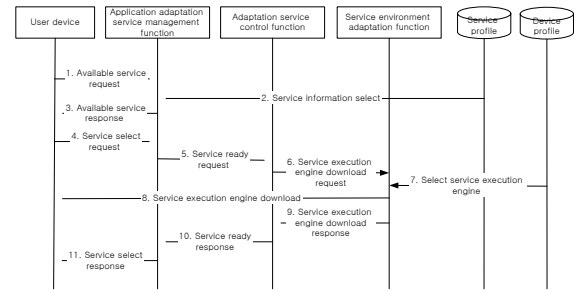 User device
Application adaptation
service management
function
Adaptation service
control function
Service environment
adaptation function
Service
profile
Device
profile
1. Available service
request
2. Service information select
3. Available service
response
4. Service select
request
5. Service ready
request
6. Service execution
engine download
request
7. Select service execution
engine
8. Service execution engine download
9. Service execution
engine download
response
10. Service ready
response
11. Service select
response